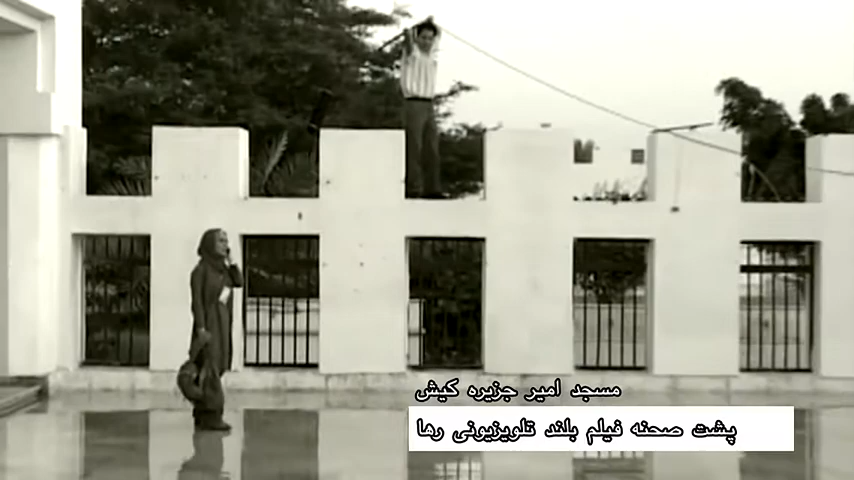 مسجد امیر جزیره کیش
پشت صحنه فیلم بلند تلویزیونی رها